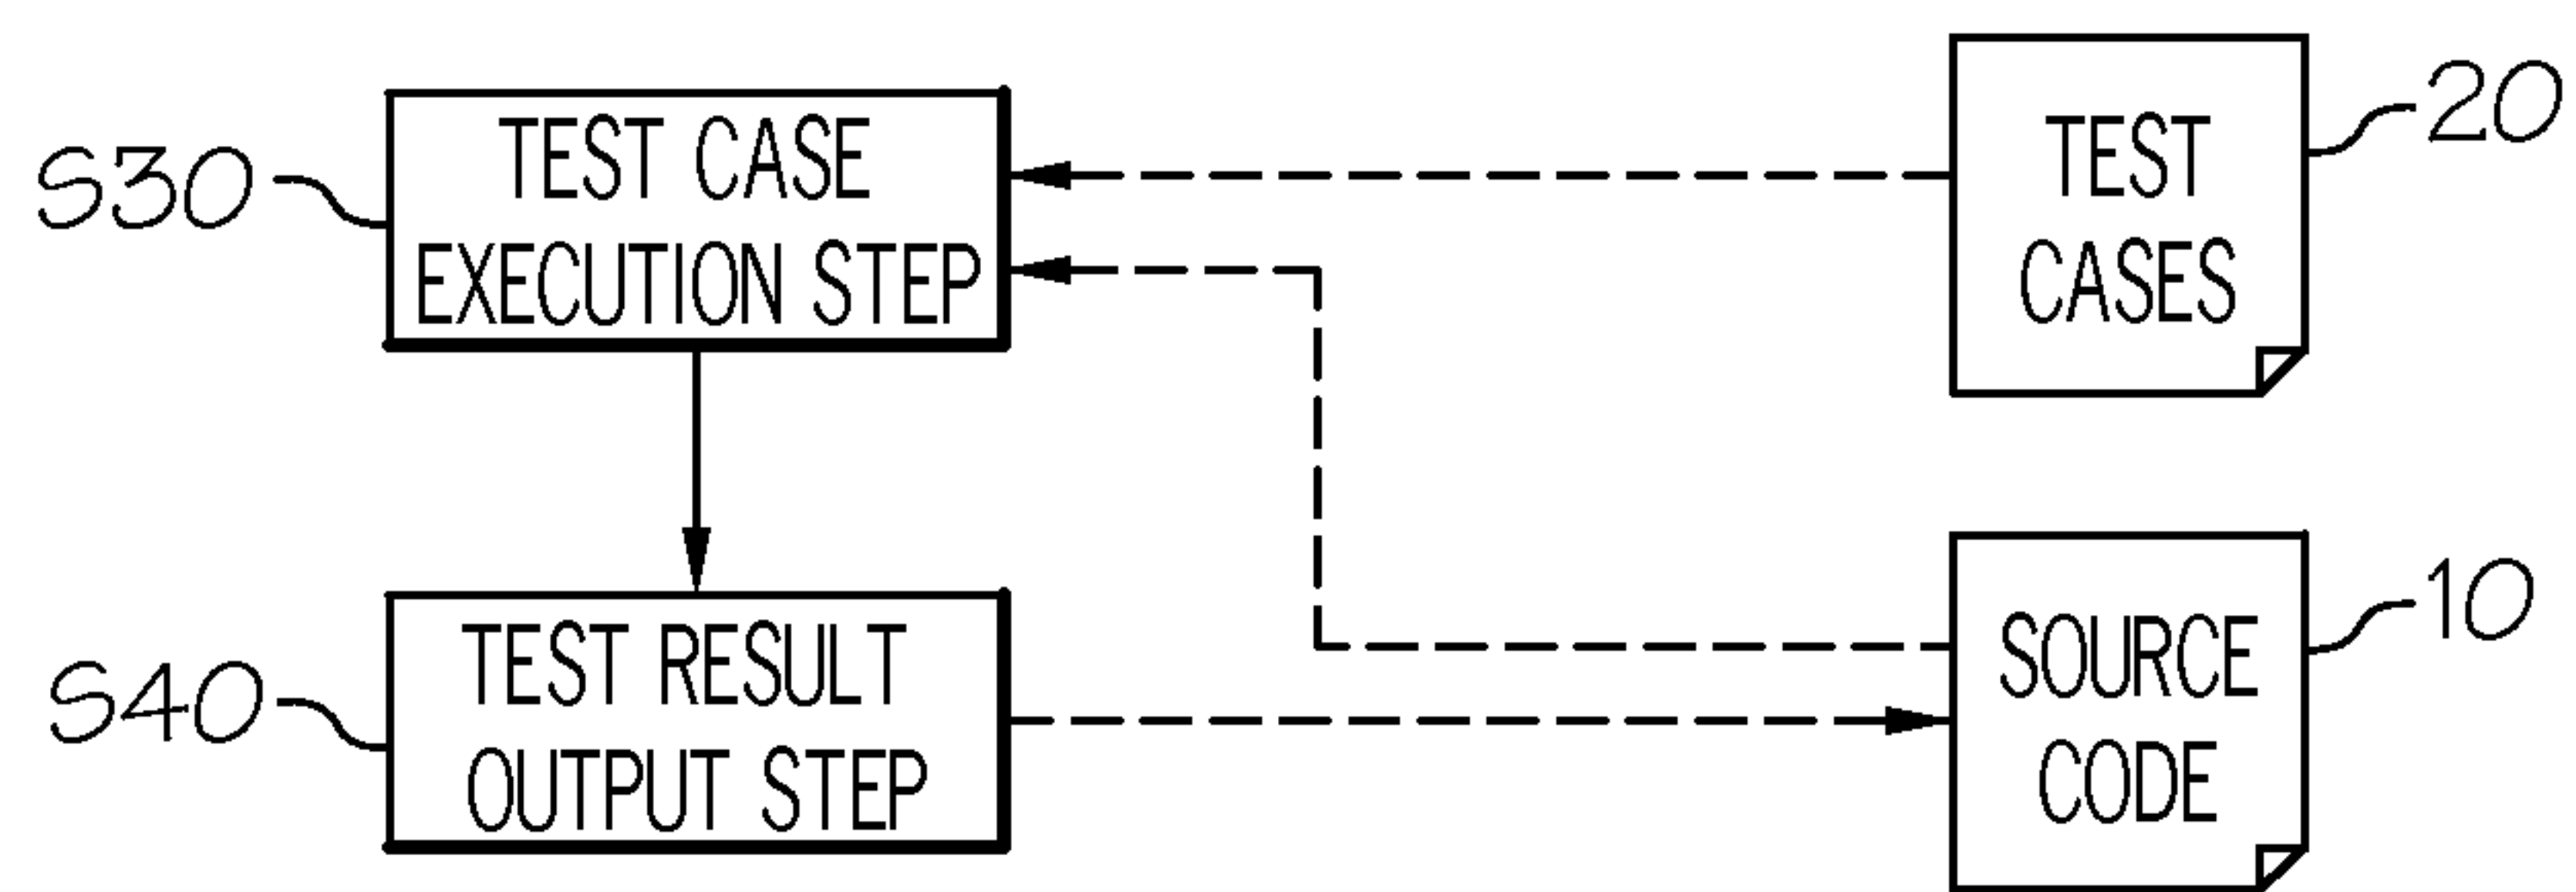 S30
TEST CASE
EXECUTION STEP
TEST
CASES
20
S40
TEST RESULT
OUTPUT STEP
SOURCE
CODE
10